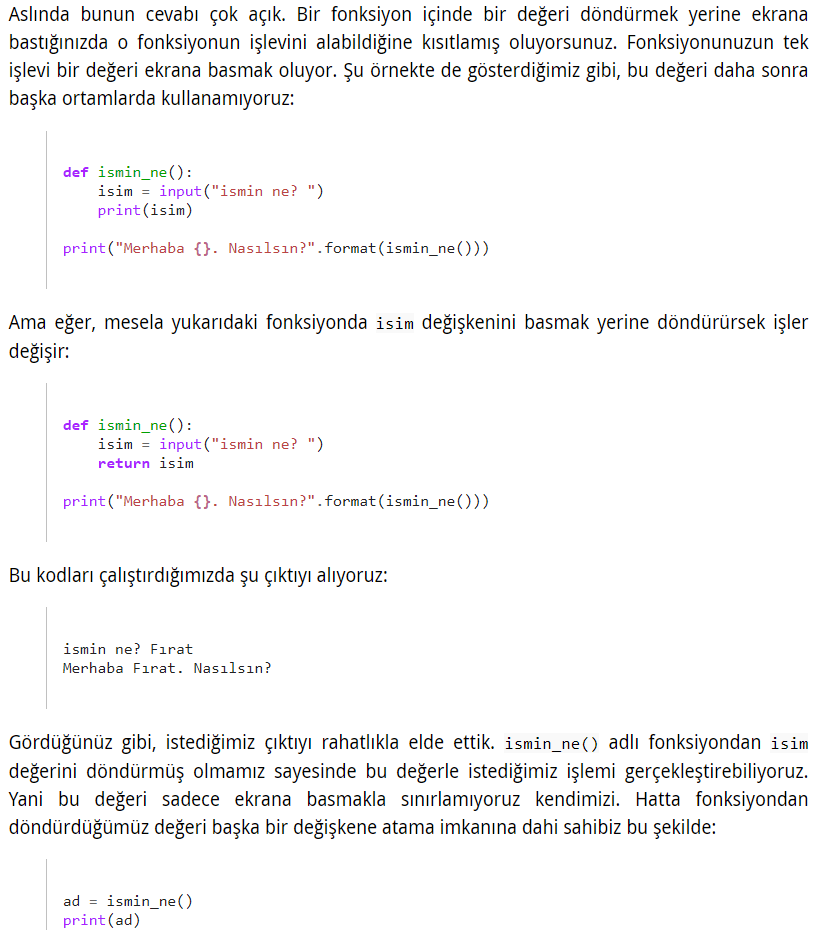 Aslında bunun cevabı çok açık. Bir fonksiyon içinde bir değeri döndürmek yerine ekrana
bastığınızda o fonksiyonun işlevini alabildiğine kısıtlamış oluyorsunuz. Fonksiyonunuzun tek
işlevi bir değeri ekrana basmak oluyor. Şu örnekte de gösterdiğimiz gibi, bu değeri daha sonra
başka ortamlarda kullanamıyoruz:
def ismin_ne():
    isim = input("ismin ne? ")
    print(isim)
print("Merhaba {}. Nasılsın?".format(ismin_ne()))
Ama eğer, mesela yukarıdaki fonksiyonda isim değişkenini basmak yerine döndürürsek işler
değişir:
def ismin_ne():
    isim = input("ismin ne? ")
    return isim
print("Merhaba {}. Nasılsın?".format(ismin_ne()))
Bu kodları çalıştırdığımızda şu çıktıyı alıyoruz:
ismin ne? Fırat
Merhaba Fırat. Nasılsın?
Gördüğünüz gibi, istediğimiz çıktıyı rahatlıkla elde ettik. ismin_ne() adlı fonksiyondan isim
değerini döndürmüş olmamız sayesinde bu değerle istediğimiz işlemi gerçekleştirebiliyoruz.
Yani bu değeri sadece ekrana basmakla sınırlamıyoruz kendimizi. Hatta fonksiyondan
döndürdüğümüz değeri başka bir değişkene atama imkanına dahi sahibiz bu şekilde:
ad = ismin_ne()
print(ad)